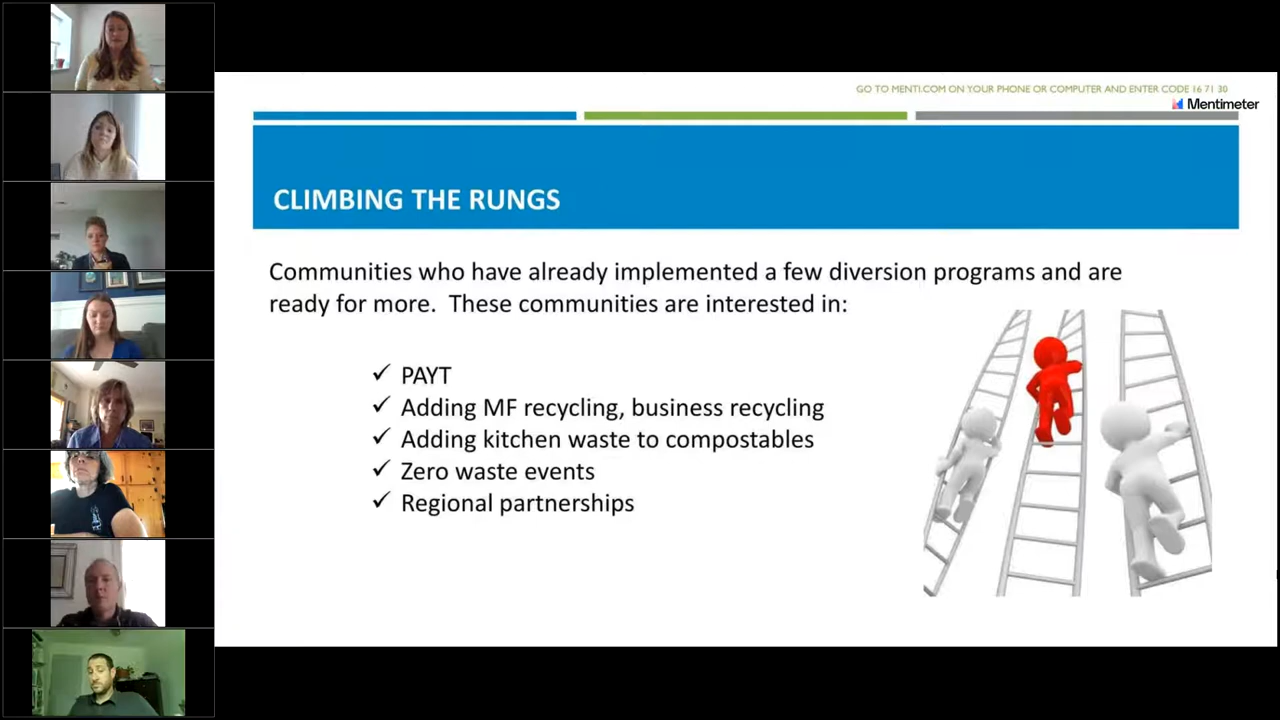 GO TO MENTI.COM ON YOUR PHONE OR COMPUTER AND ENTER CODE 16 71 30
Mentimeter
CLIMBING THE RUNGS
Communities who have already implemented a few diversion programs and are
ready for more. These communities are interested in:
✓ PAYT
✓ Adding MF recycling, business recycling
✓ Adding kitchen waste to compostables
✓ Zero waste events
✓ Regional partnerships